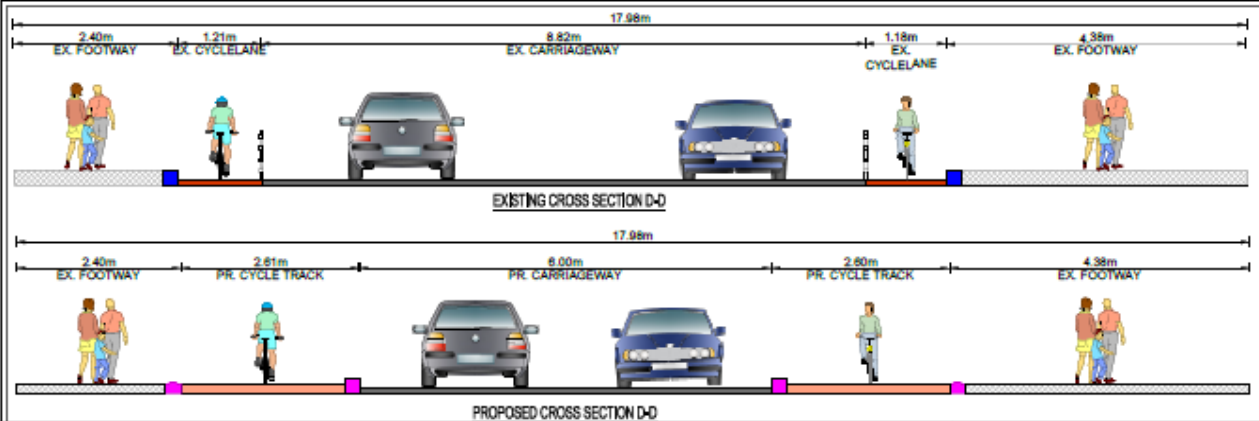 17.98m
2.40m 1.21m 8.82m 1.18m 4.38m
EX. FOOTWAY EX. CYCLELANE EX. CARRIAGEWAY EX. CYCLELANE EX. FOOTWAY
EXISTING CROSS SECTION D-D
17.98m
2.40m 2.61m 6.00m 2.60m 4.38m
EX. FOOTWAY PR. CYCLE TRACK PR. CARRIAGEWAY PR. CYCLE TRACK EX. FOOTWAY
PROPOSED CROSS SECTION D-D